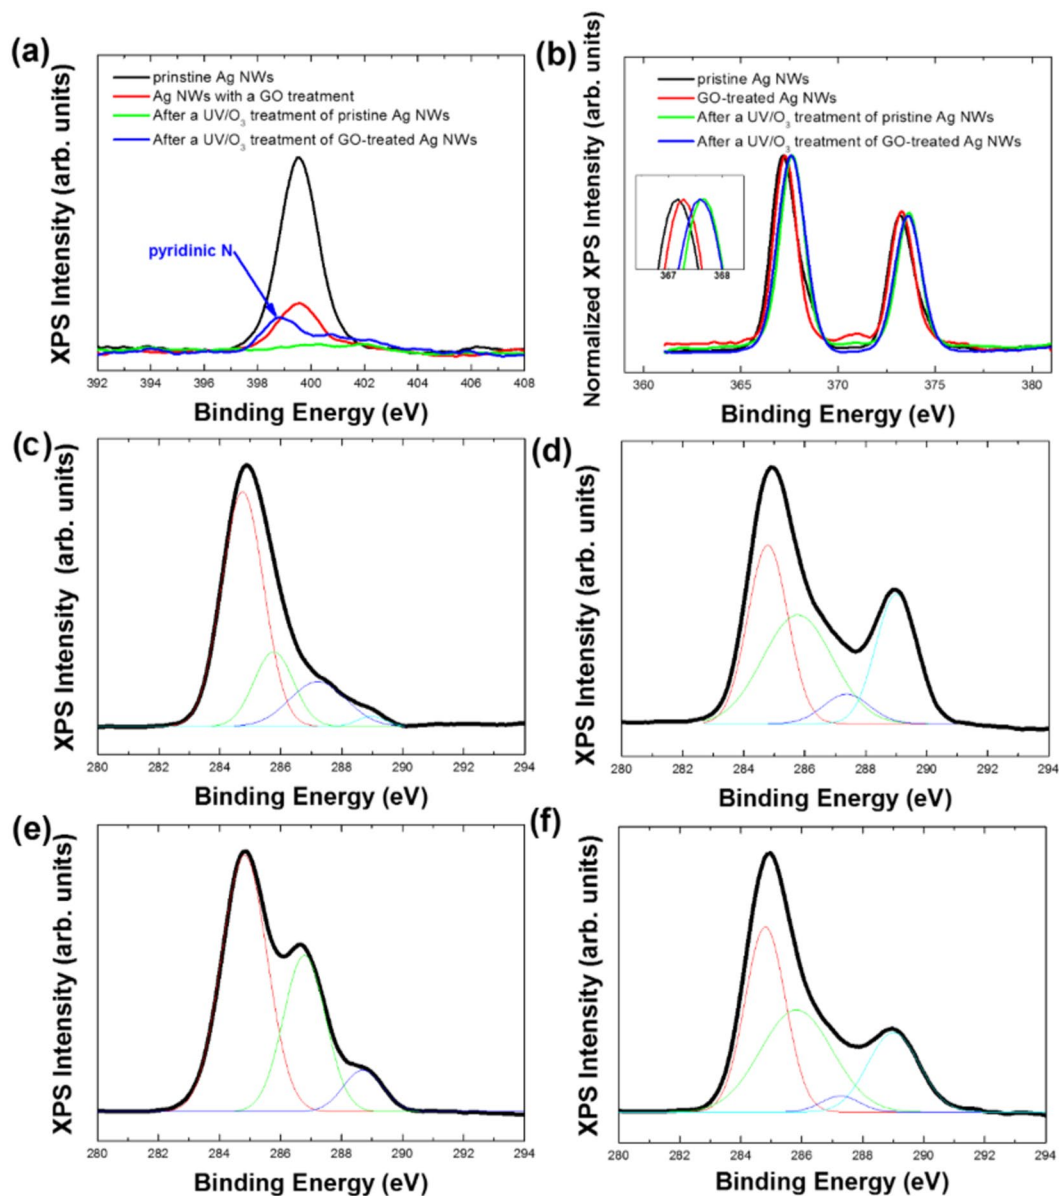 (a)
prinstine Ag NWs
Ag NWs with a GO treatment
After a UV/O₃ treatment of pristine Ag NWs
After a UV/O₃ treatment of GO-treated Ag NWs
pyridinic N
XPS Intensity (arb. units)
392 394 396 398 400 402 404 406 408
Binding Energy (eV)
(b)
pristine Ag NWs
GO-treated Ag NWs
After a UV/O₃ treatment of pristine Ag NWs
After a UV/O₃ treatment of GO-treated Ag NWs
367 368
Normalized XPS Intensity (arb. units)
360 365 370 375 380
Binding Energy (eV)
(c)
XPS Intensity (arb. units)
280 282 284 286 288 290 292 294
Binding Energy (eV)
(d)
XPS Intensity (arb. units)
280 282 284 286 288 290 292 294
Binding Energy (eV)
(e)
XPS Intensity (arb. units)
280 282 284 286 288 290 292 294
Binding Energy (eV)
(f)
XPS Intensity (arb. units)
280 282 284 286 288 290 292 294
Binding Energy (eV)